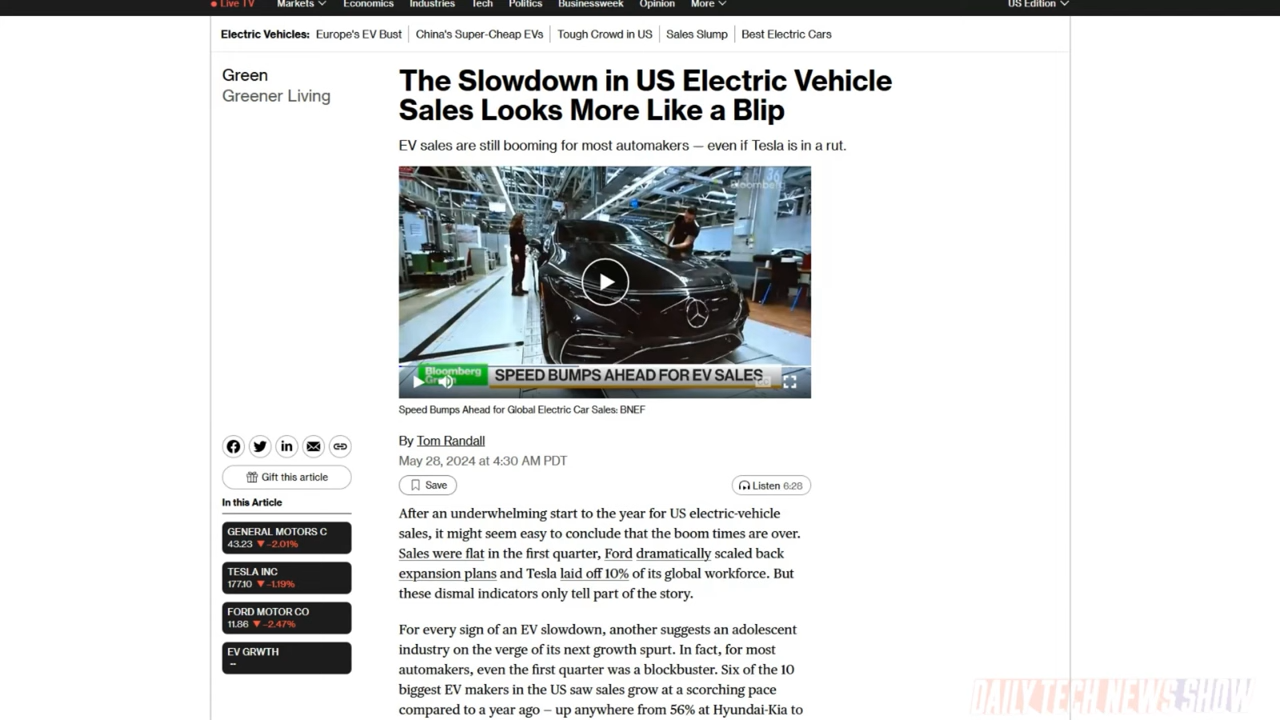 Live TV
Markets
Economics
Industries
Tech
Politics
Businessweek
Opinion
More
US Edition
Electric Vehicles:
Europe's EV Bust
China's Super-Cheap EVs
Tough Crowd in US
Sales Slump
Best Electric Cars
Green
Greener Living
The Slowdown in US Electric Vehicle
Sales Looks More Like a Blip
EV sales are still booming for most automakers — even if Tesla is in a rut.
Bloomberg
Bloomberg
SPEED BUMPS AHEAD FOR EV SALES
Speed Bumps Ahead for Global Electric Car Sales: BNEF
By Tom Randall
May 28, 2024 at 4:30 AM PDT
Gift this article
Save
Listen 6:28
In this Article
GENERAL MOTORS C
43.23 ▼ -2.01%
TESLA INC
177.10 ▼ -1.19%
FORD MOTOR CO
11.86 ▼ -2.47%
EV GRWTH
--
After an underwhelming start to the year for US electric-vehicle
sales, it might seem easy to conclude that the boom times are over.
Sales were flat in the first quarter, Ford dramatically scaled back
expansion plans and Tesla laid off 10% of its global workforce. But
these dismal indicators only tell part of the story.
For every sign of an EV slowdown, another suggests an adolescent
industry on the verge of its next growth spurt. In fact, for most
automakers, even the first quarter was a blockbuster. Six of the 10
biggest EV makers in the US saw sales grow at a scorching pace
compared to a year ago — up anywhere from 56% at Hyundai-Kia to
DAILY TECH NEWS SHOW